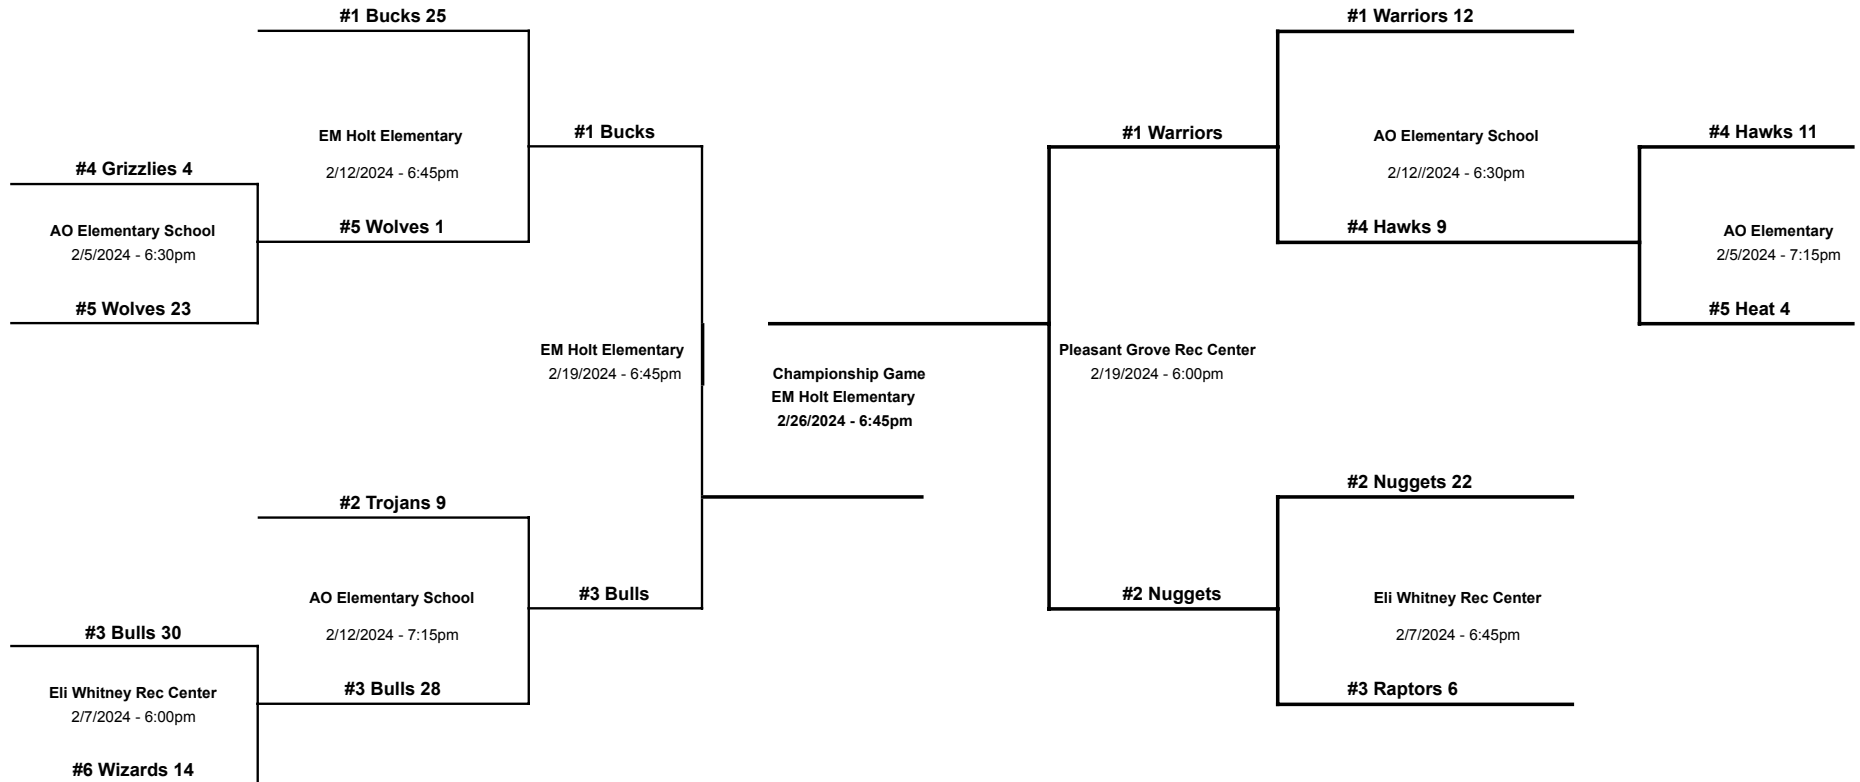 #1 Bucks 25
#1 Warriors 12
EM Holt Elementary
#1 Bucks
#1 Warriors
AO Elementary School
#4 Hawks 11
#4 Grizzlies 4
2/12/2024 - 6:45pm
2/12//2024 - 6:30pm
AO Elementary School
#5 Wolves 1
#4 Hawks 9
AO Elementary
2/5/2024 - 6:30pm
2/5/2024 - 7:15pm
#5 Wolves 23
#5 Heat 4
EM Holt Elementary
Pleasant Grove Rec Center
2/19/2024 - 6:45pm
Championship Game
2/19/2024 - 6:00pm
EM Holt Elementary
2/26/2024 - 6:45pm
#2 Trojans 9
#2 Nuggets 22
AO Elementary School
#3 Bulls
#2 Nuggets
Eli Whitney Rec Center
#3 Bulls 30
2/12/2024 - 7:15pm
2/7/2024 - 6:45pm
Eli Whitney Rec Center
#3 Bulls 28
#3 Raptors 6
2/7/2024 - 6:00pm
#6 Wizards 14